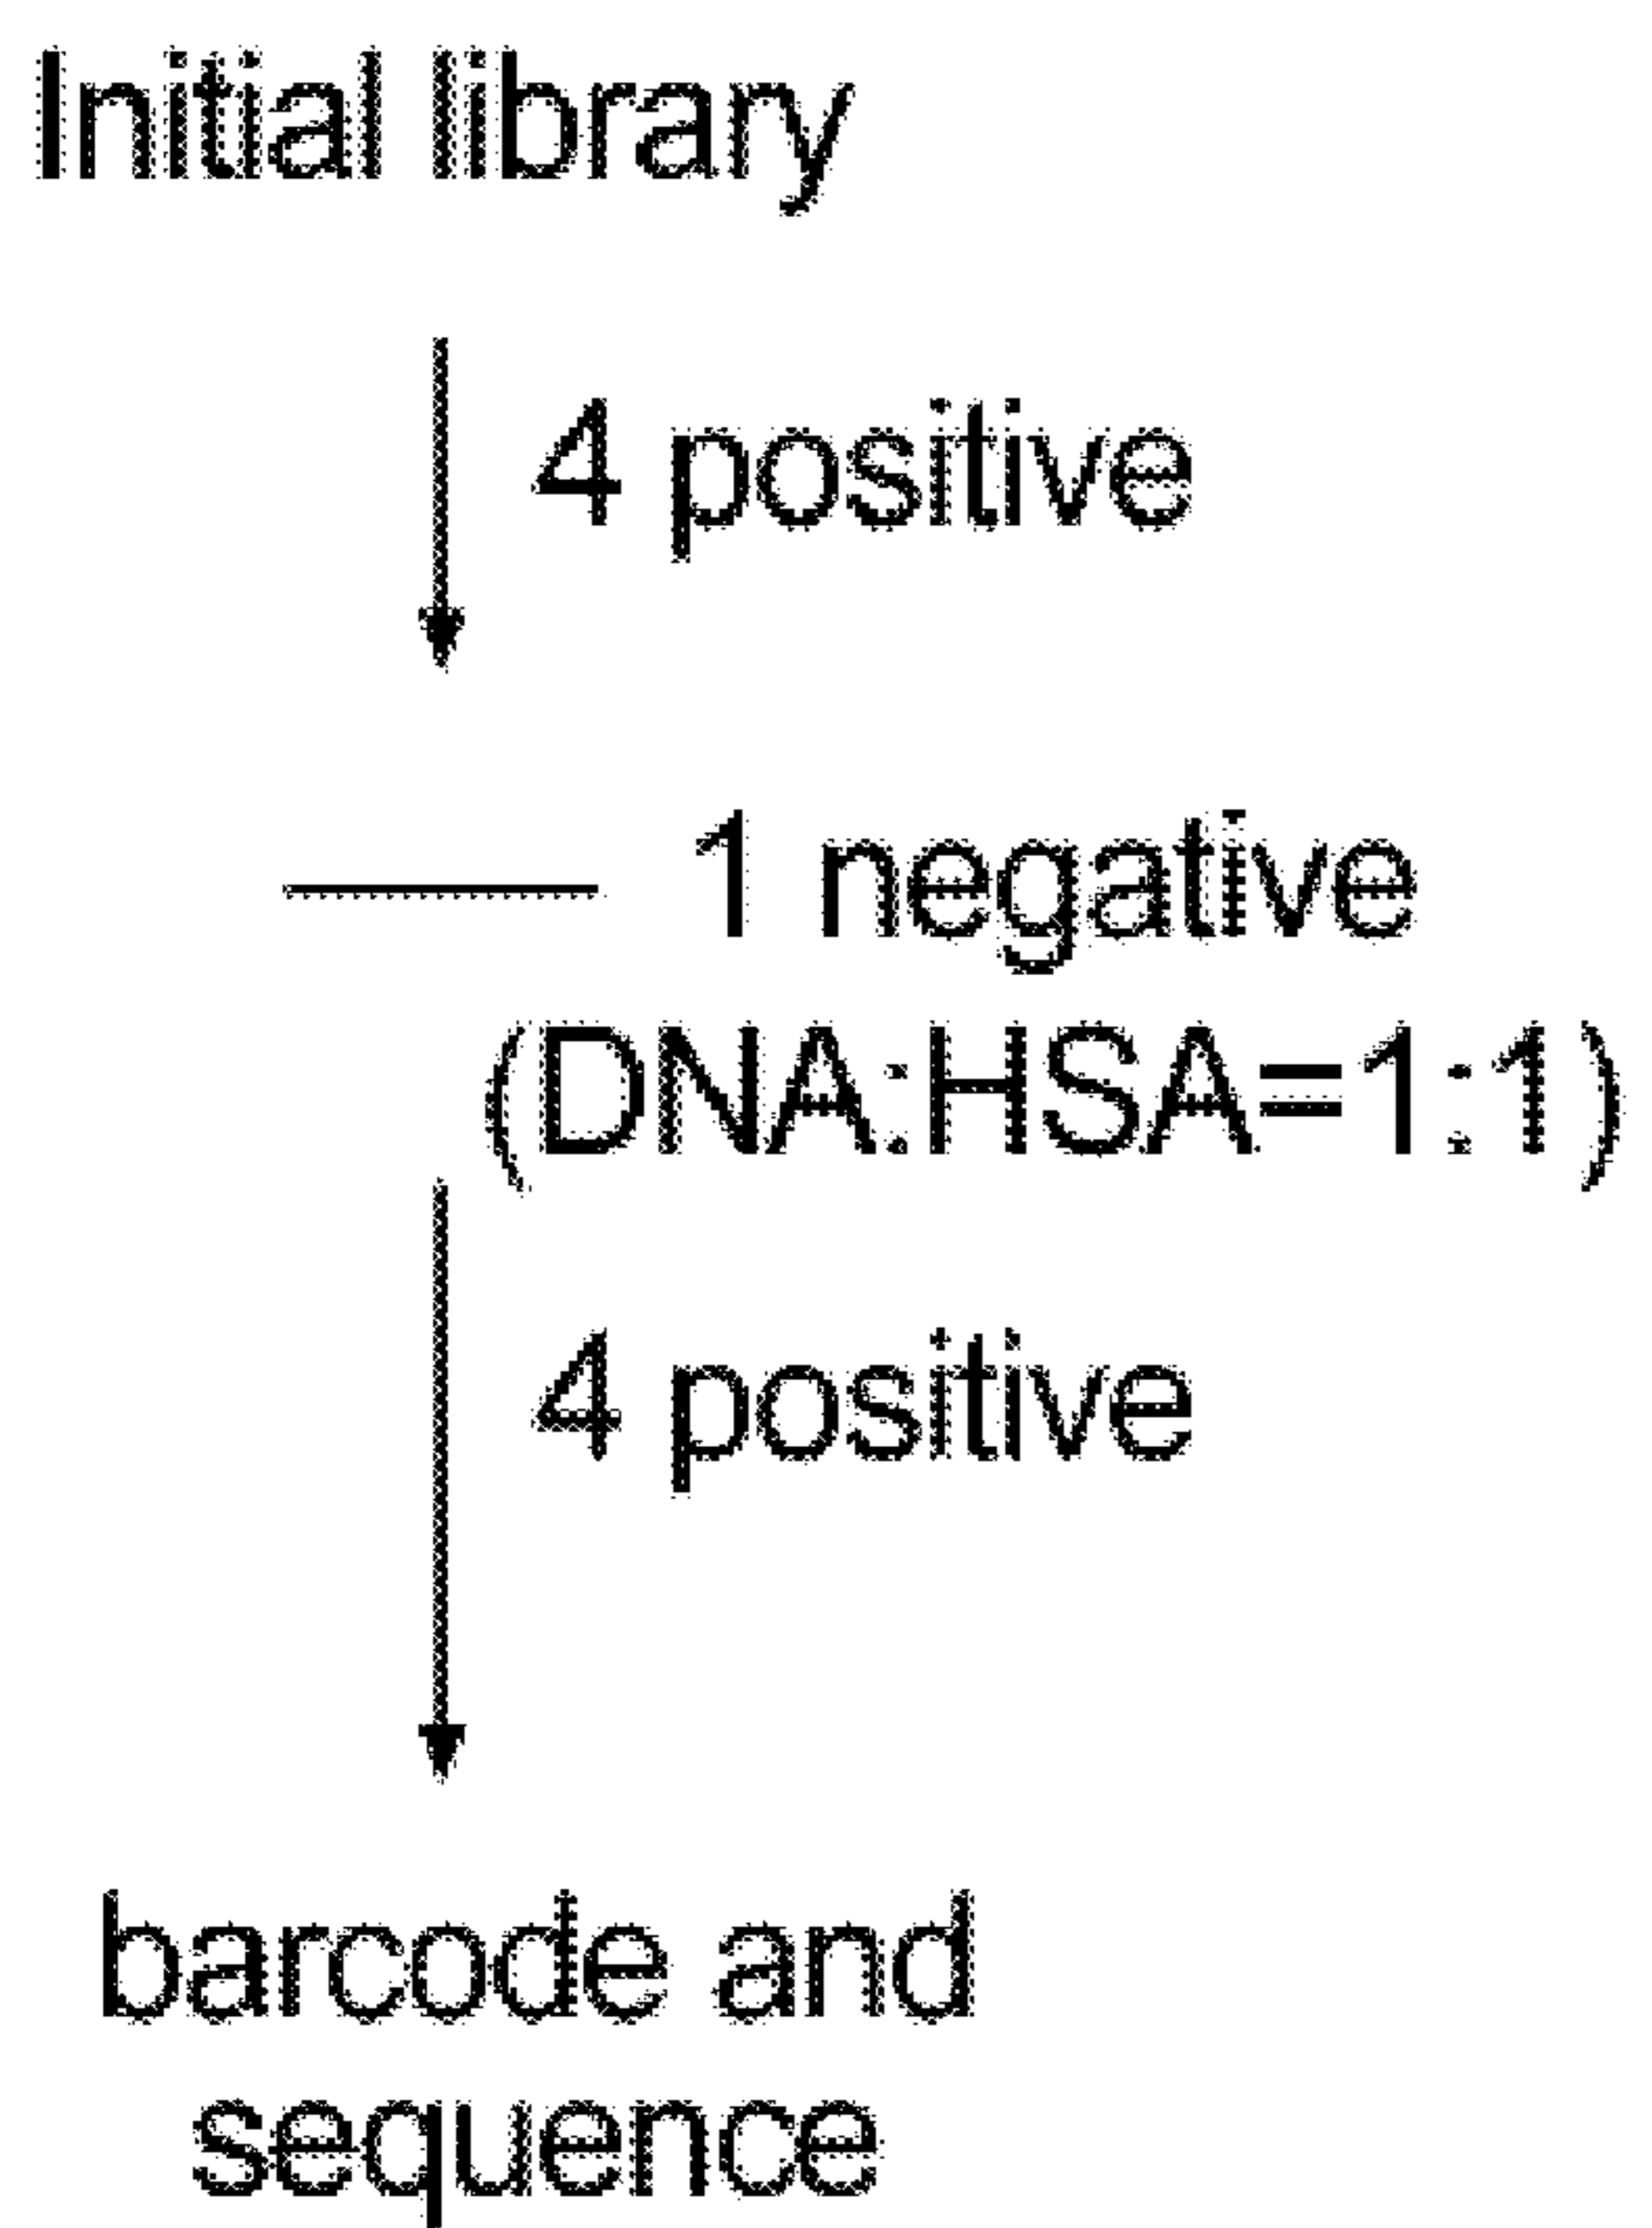 Initial library
4 positive
1 negative
(DNA:HSA=1:1)
4 positive
barcode and
sequence